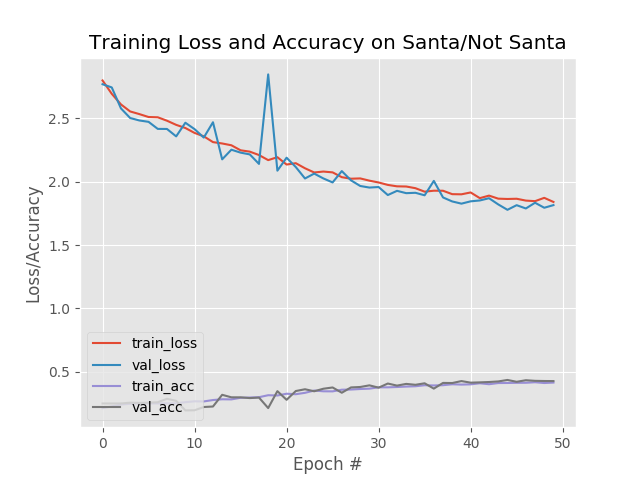 Training Loss and Accuracy on Santa/Not Santa
Loss/Accuracy
2.5
2.0
1.5
1.0
0.5
train_loss
val_loss
train_acc
val_acc
0 10 20 30 40 50
Epoch #